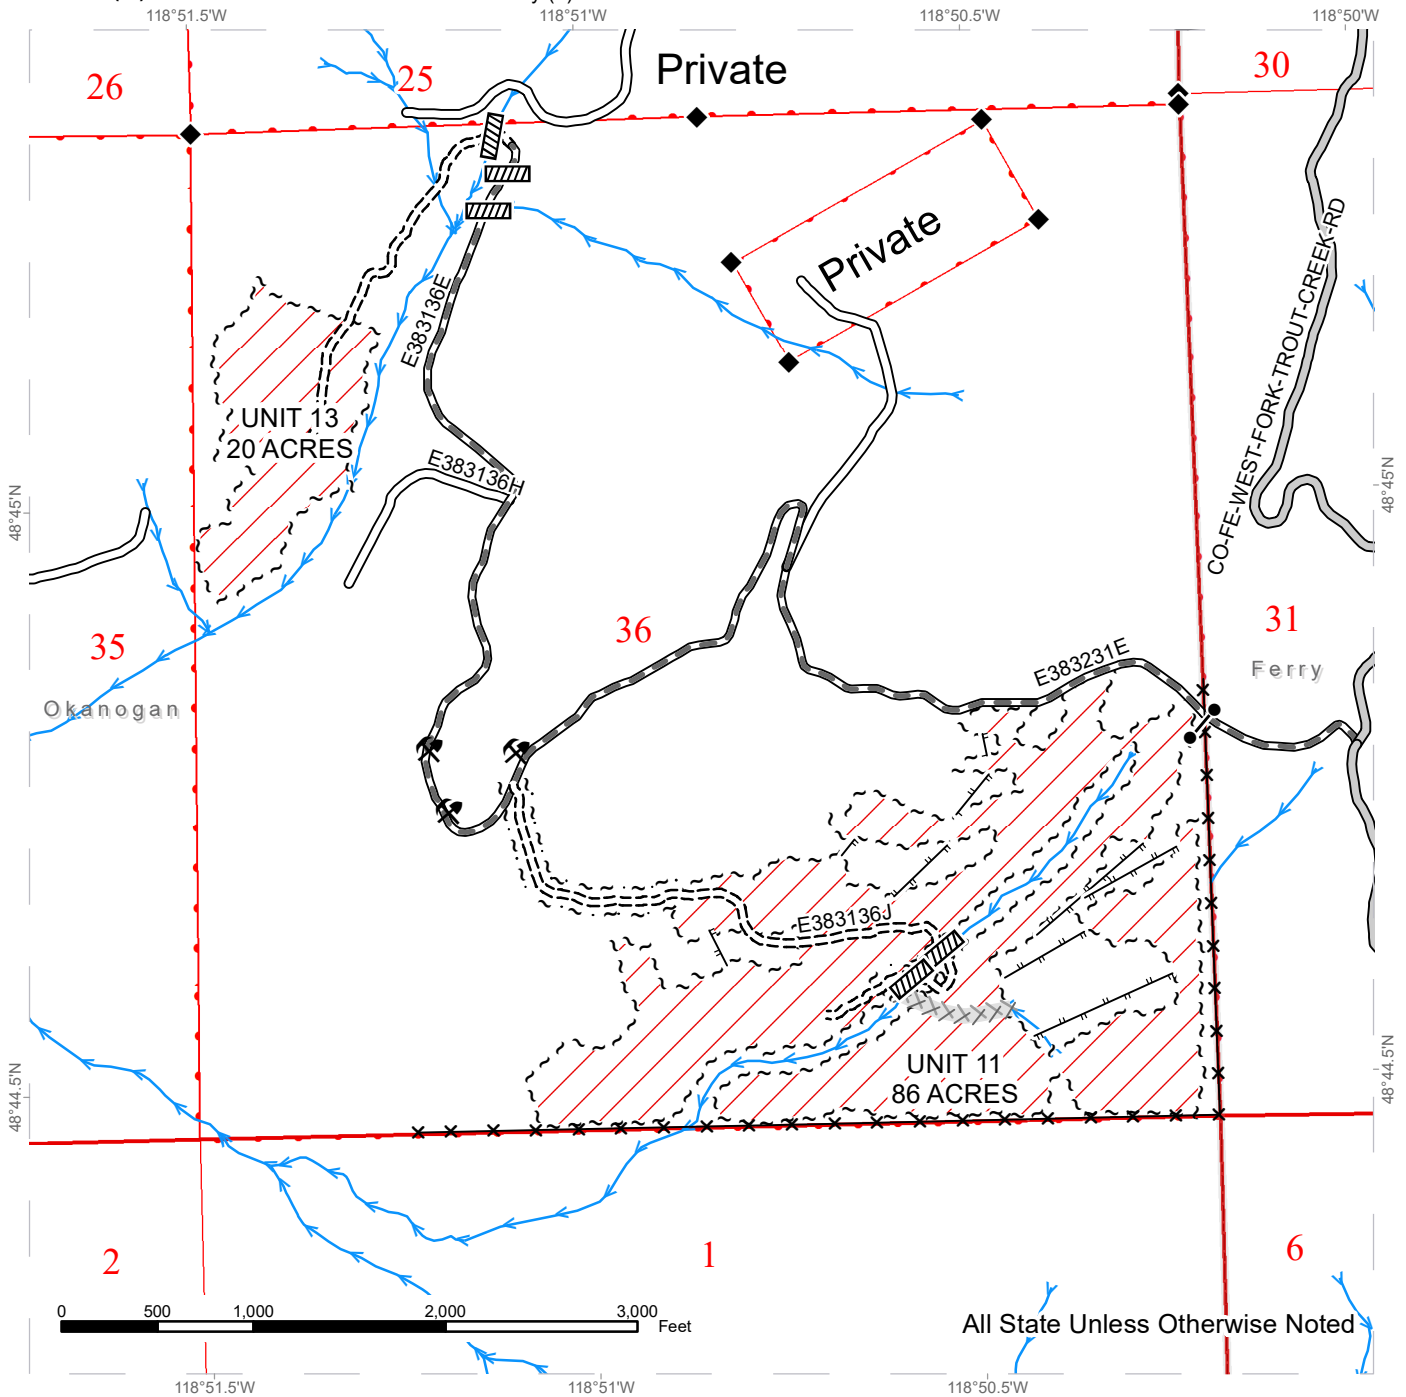 118°51.5'W
118°51'W
118°50.5'W
118°50'W
26
25
Private
30
Private
CO-FE-WEST-FORK-TROUT-CREEK-RD
E383136E
UNIT 13
20 ACRES
E383136H
48°45'N
48°45'N
35
36
31
E383231E
Ferry
Okanogan
E383136J
UNIT 11
86 ACRES
48°44.5'N
48°44.5'N
2
1
6
0
500
1,000
2,000
3,000
Feet
All State Unless Otherwise Noted
118°51.5'W
118°51'W
118°50.5'W